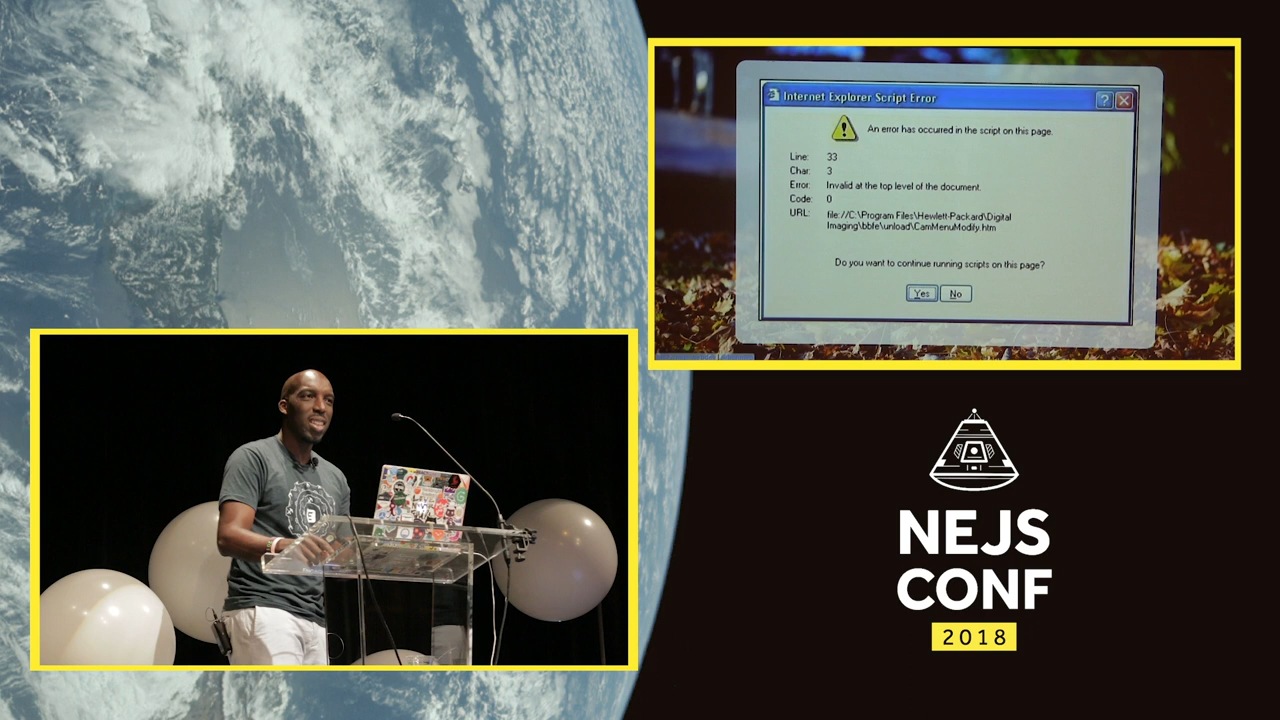 Internet Explorer Script Error
An error has occurred in the script on this page.
Line: 33
Char: 3
Error: Invalid at the top level of the document.
Code: 0
URL: file://C:\Program Files\Hewlett-Packard\Digital
Imaging\bbfe\unload\CamMenuModify.htm
Do you want to continue running scripts on this page?
Yes No
NEJS
CONF
2018